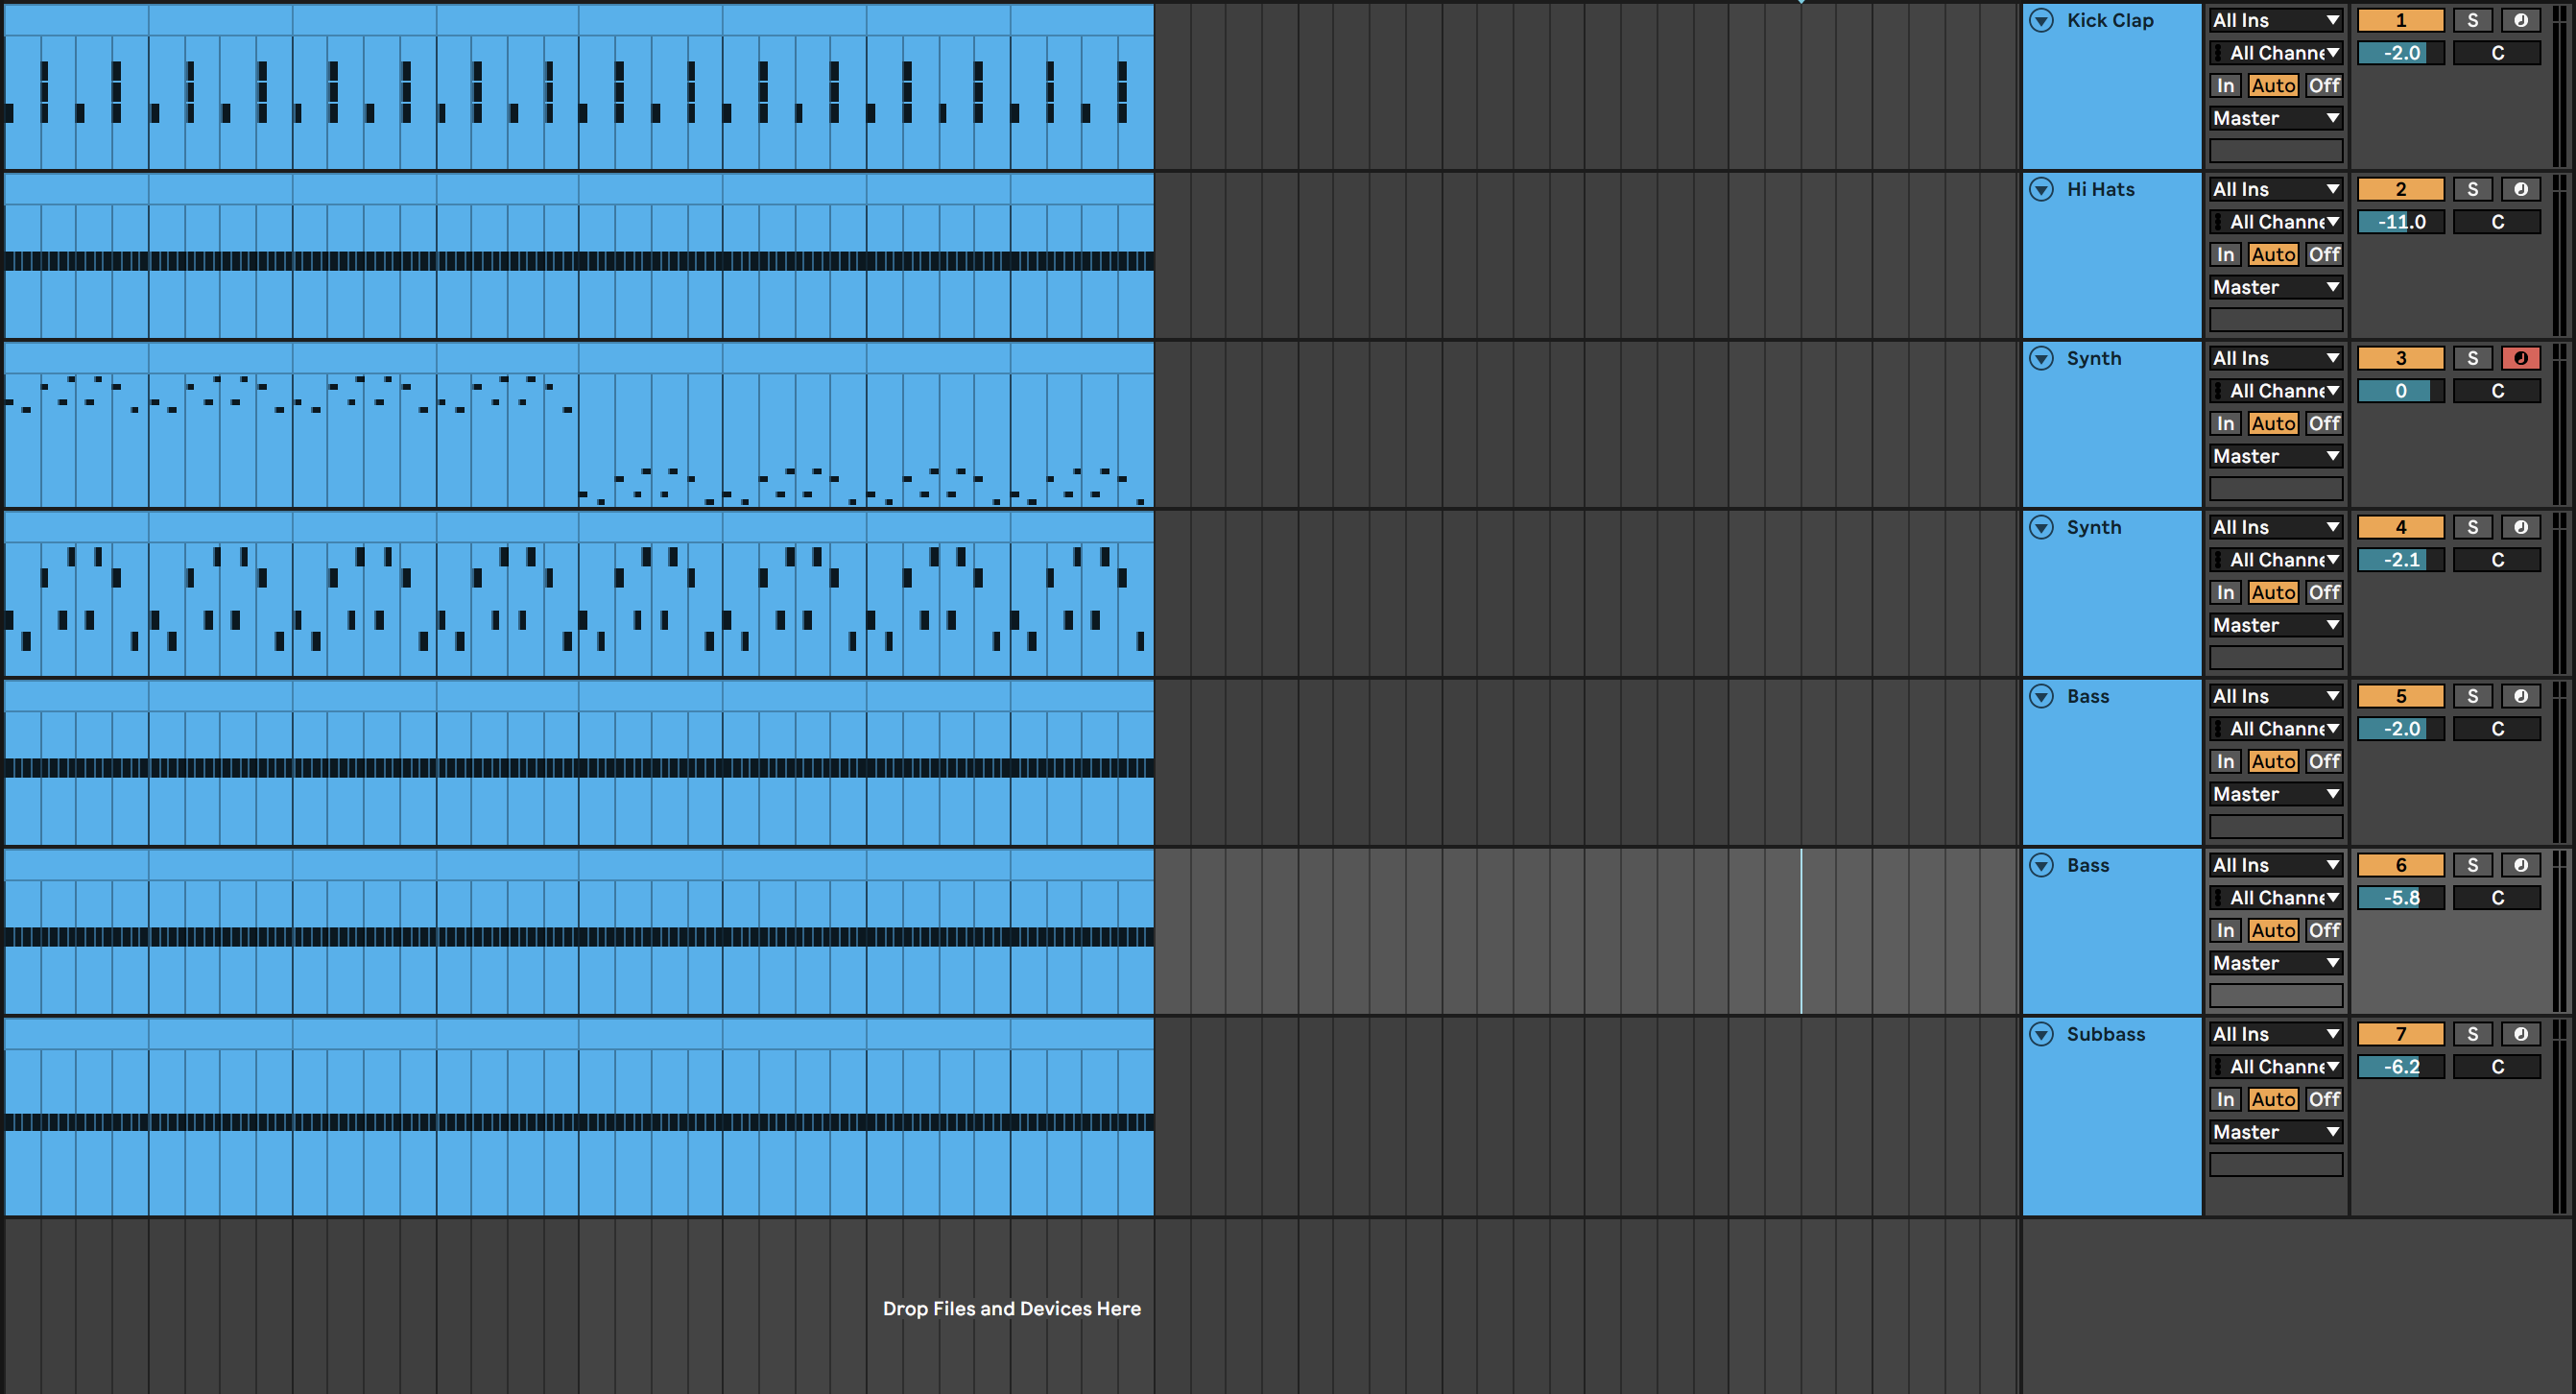 Kick Clap All Ins 1 S
All Channe -2.0 C
In Auto Off
Master
Hi Hats All Ins 2 S
All Channe -11.0 C
In Auto Off
Master
Synth All Ins 3 S
All Channe 0 C
In Auto Off
Master
Synth All Ins 4 S
All Channe -2.1 C
In Auto Off
Master
Bass All Ins 5 S
All Channe -2.0 C
In Auto Off
Master
Bass All Ins 6 S
All Channe -5.8 C
In Auto Off
Master
Subbass All Ins 7 S
All Channe -6.2 C
In Auto Off
Master
Drop Files and Devices Here